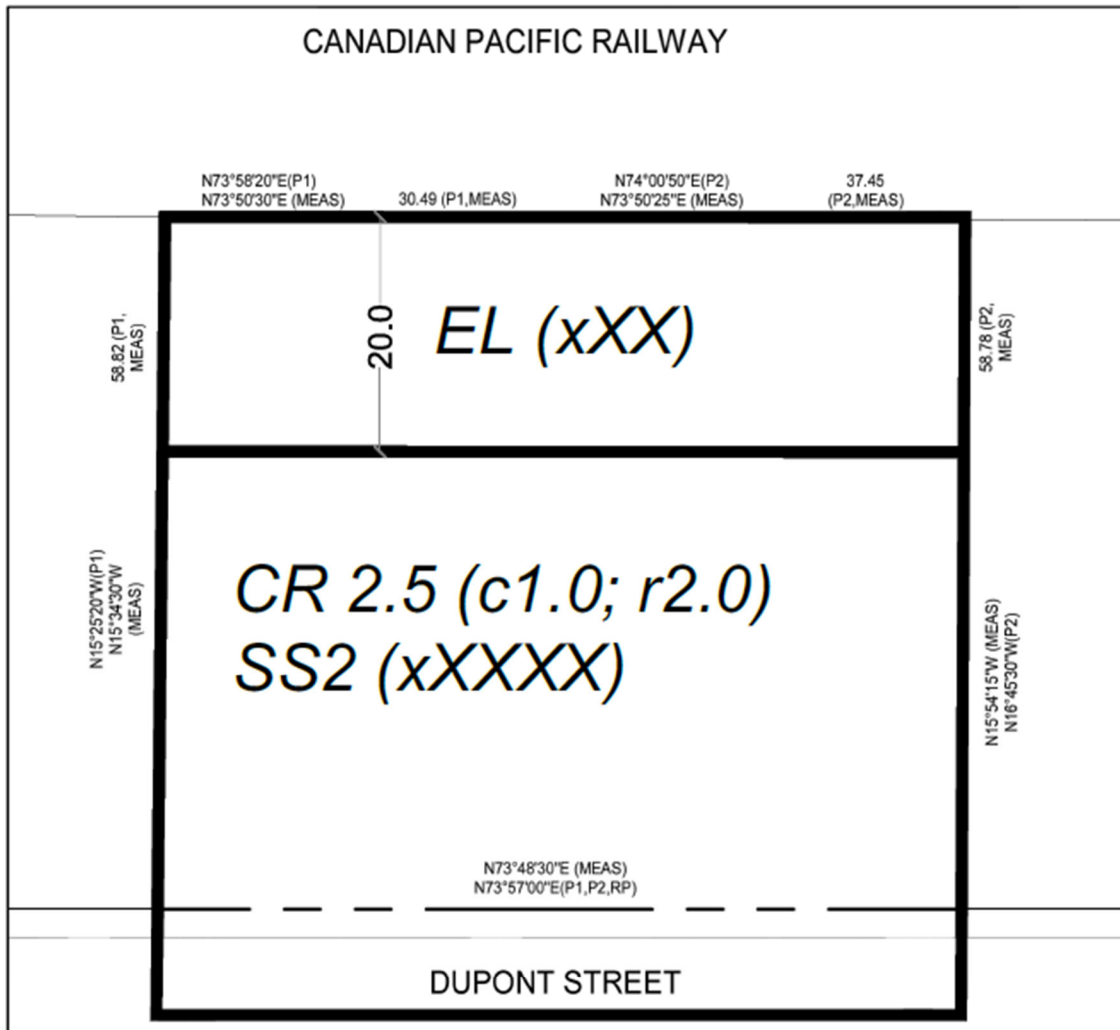 CANADIAN PACIFIC RAILWAY
N73°58'20"E(P1)
N73°50'30"E (MEAS)
30.49 (P1,MEAS)
N74°00'50"E(P2)
N73°50'25"E (MEAS)
37.45
(P2,MEAS)
58.82 (P1,
MEAS)
20.0
EL (xXX)
58.78 (P2,
MEAS)
N15°25'20"W(P1)
N15°34'30"W
(MEAS)
CR 2.5 (c1.0; r2.0)
SS2 (xXXXX)
N15°54'15"W (MEAS)
N16°45'30"W(P2)
N73°48'30"E (MEAS)
N73°57'00"E(P1,P2,RP)
DUPONT STREET